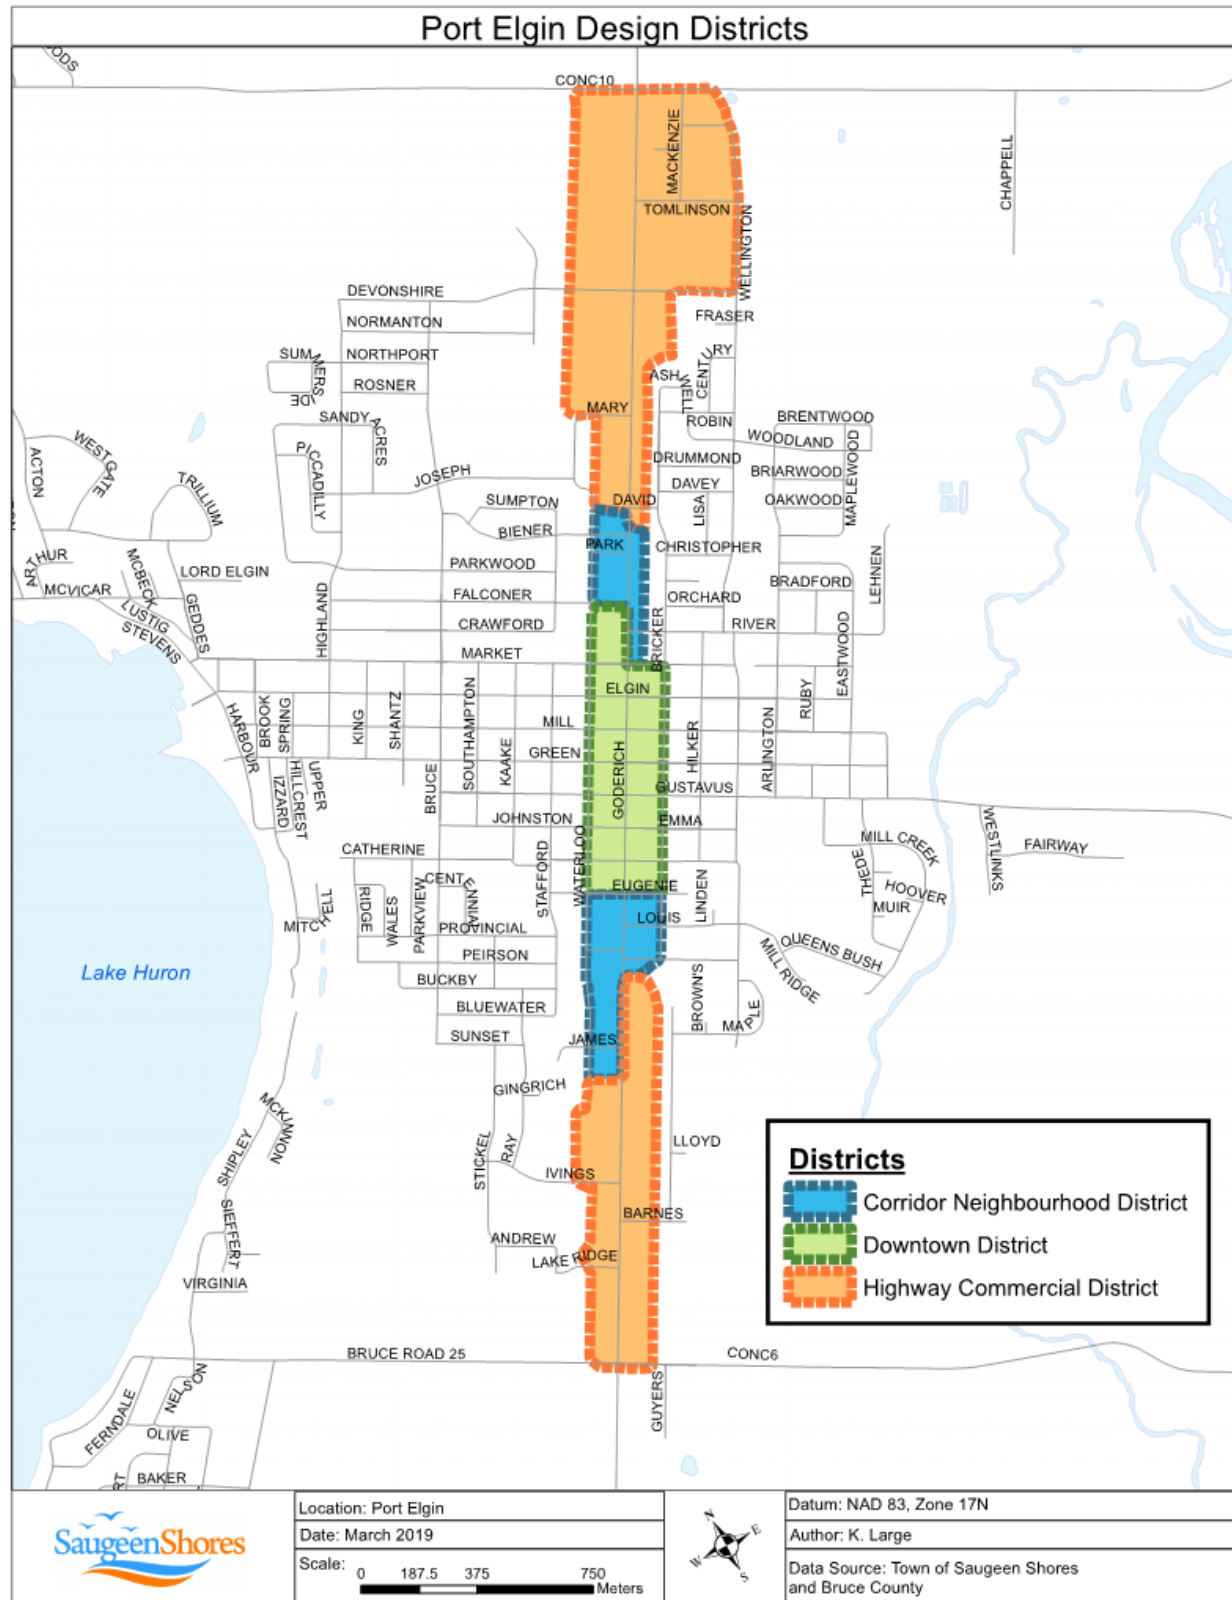 Port Elgin Design Districts
CONC10
MACKENZIE
CHAPPELL
TOMLINSON
WELLINGTON
DEVONSHIRE
NORMANTON
FRASER
SUMMERSIDE
NORTHPORT
CENTURY
ROSNER
ASHWELL
MARY
SANDY ACRES
ROBIN
BRENTWOOD
WOODLAND
WESTGATE
ACTON
PICCADILLY
DRUMMOND
BRIARWOOD
MAPLEWOOD
JOSEPH
TRILLIUM
DAVEY
SUMPTON
DAVID
LISA
OAKWOOD
BIENER
PARK
CHRISTOPHER
ARTHUR
MCBECK
LORD ELGIN
PARKWOOD
BRADFORD
LEHNEN
MCVICAR
LUSTIG
GEDDES
HIGHLAND
FALCONER
ORCHARD
STEVENS
CRAWFORD
BRICKER
RIVER
EASTWOOD
MARKET
ELGIN
RUBY
HARBOUR
BROOK
SPRING
KING
SHANTZ
SOUTHAMPTON
MILL
HILKER
ARLINGTON
KAAKE
GREEN
GODERICH
IZZARD
HILLCREST
UPPER
BRUCE
GUSTAVUS
JOHNSTON
EMMA
WATERLOO
WESTLINKS
FAIRWAY
MILL CREEK
CATHERINE
THEDE
STAFFORD
CENTENNIAL
EUGENIE
HOOVER
MITCHELL
RIDGE
WALES
PARKVIEW
LINDEN
MUIR
PROVINCIAL
LOUIS
PEIRSON
QUEENS BUSH
MILL RIDGE
Lake Huron
BUCKBY
BROWN'S
BLUEWATER
MAPLE
SUNSET
JAMES
GINGRICH
MCKINNON
SHIPLEY
STICKEL
RAY
LLOYD
IVINGS
SIEFFERT
BARNES
ANDREW
LAKE RIDGE
VIRGINIA
Districts
Corridor Neighbourhood District
Downtown District
Highway Commercial District
BRUCE ROAD 25
CONC6
NELSON
FERNDALE
GUYERS
OLIVE
BAKER
SaugeenShores
Location: Port Elgin
Date: March 2019
Scale:
0 187.5 375 750
Meters
N
E
W
S
Datum: NAD 83, Zone 17N
Author: K. Large
Data Source: Town of Saugeen Shores
and Bruce County